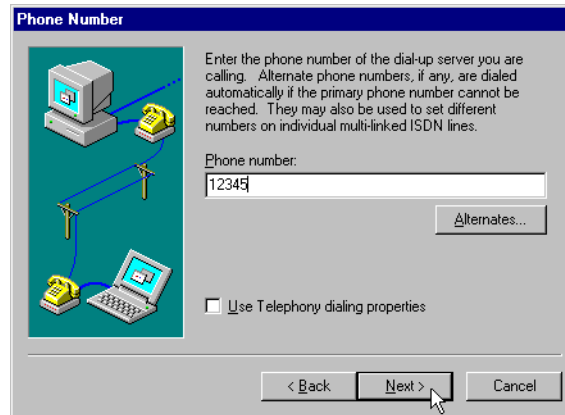 Phone Number
Enter the phone number of the dial-up server you are
calling.  Alternate phone numbers, if any, are dialed
automatically if the primary phone number cannot be
reached.  They may also be used to set different
numbers on individual multi-linked ISDN lines.
Phone number:
12345
Alternates...
Use Telephony dialing properties
< Back Next > Cancel